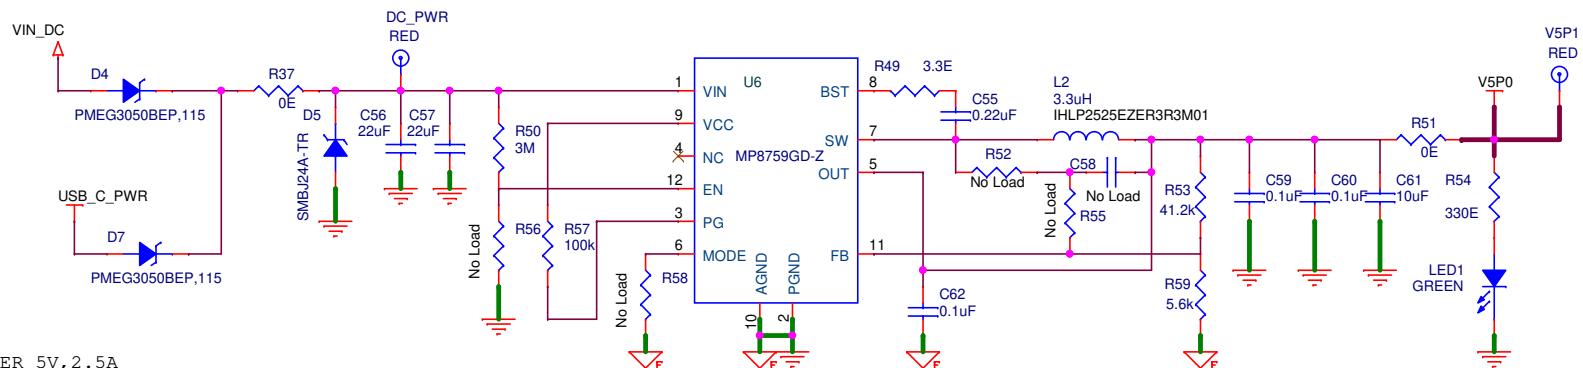 VIN_DC
D4
PMEG3050BEP,115
R37
0E
DC_PWR
RED
D5
SMBJ24A-TR
C56
22uF
C57
22uF
R50
3M
USB_C_PWR
D7
PMEG3050BEP,115
R56
No Load
R57
100k
R58
No Load
U6
MP8759GD-Z
1 VIN
9 VCC
4 NC
12 EN
3 PG
6 MODE
10 AGND
2 PGND
8 BST
7 SW
5 OUT
11 FB
R49 3.3E
C55
0.22uF
L2
3.3uH
IHLP2525EZER3R3M01
R52
No Load
C58
No Load
R55
No Load
R53
41.2k
R59
5.6k
C62
0.1uF
C59
0.1uF
C60
0.1uF
C61
10uF
R51
0E
V5P0
V5P1
RED
R54
330E
LED1
GREEN
ER 5V,2.5A